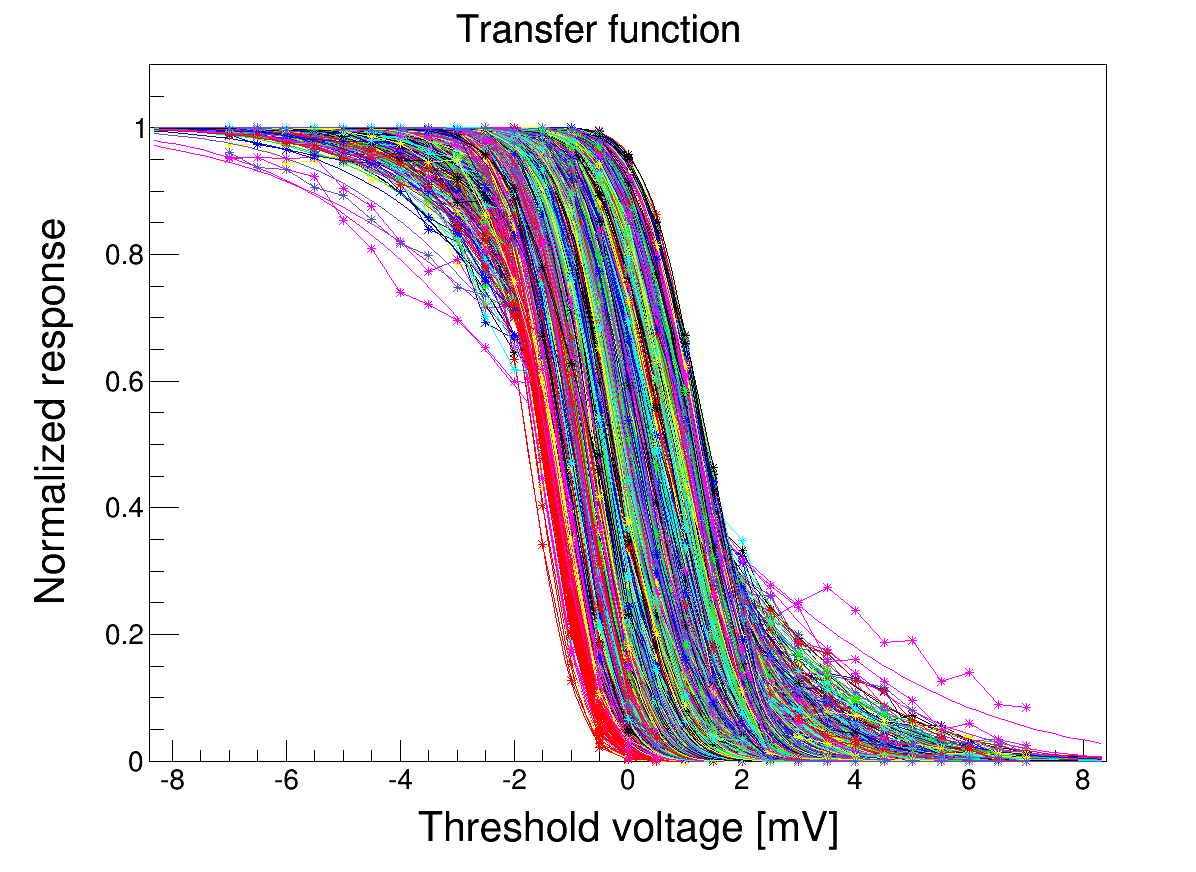 Transfer function
Normalized response
1
0.8
0.6
0.4
0.2
0
-8 -6 -4 -2 0 2 4 6 8
Threshold voltage [mV]